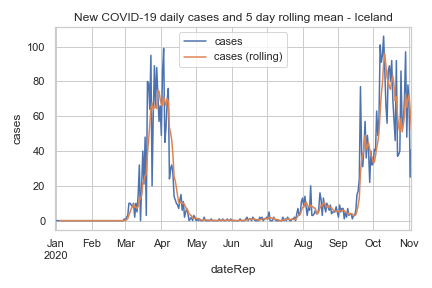 New COVID-19 daily cases and 5 day rolling mean - Iceland
cases
cases (rolling)
cases
100
80
60
40
20
0
Jan Feb Mar Apr May Jun Jul Aug Sep Oct Nov
2020
dateRep